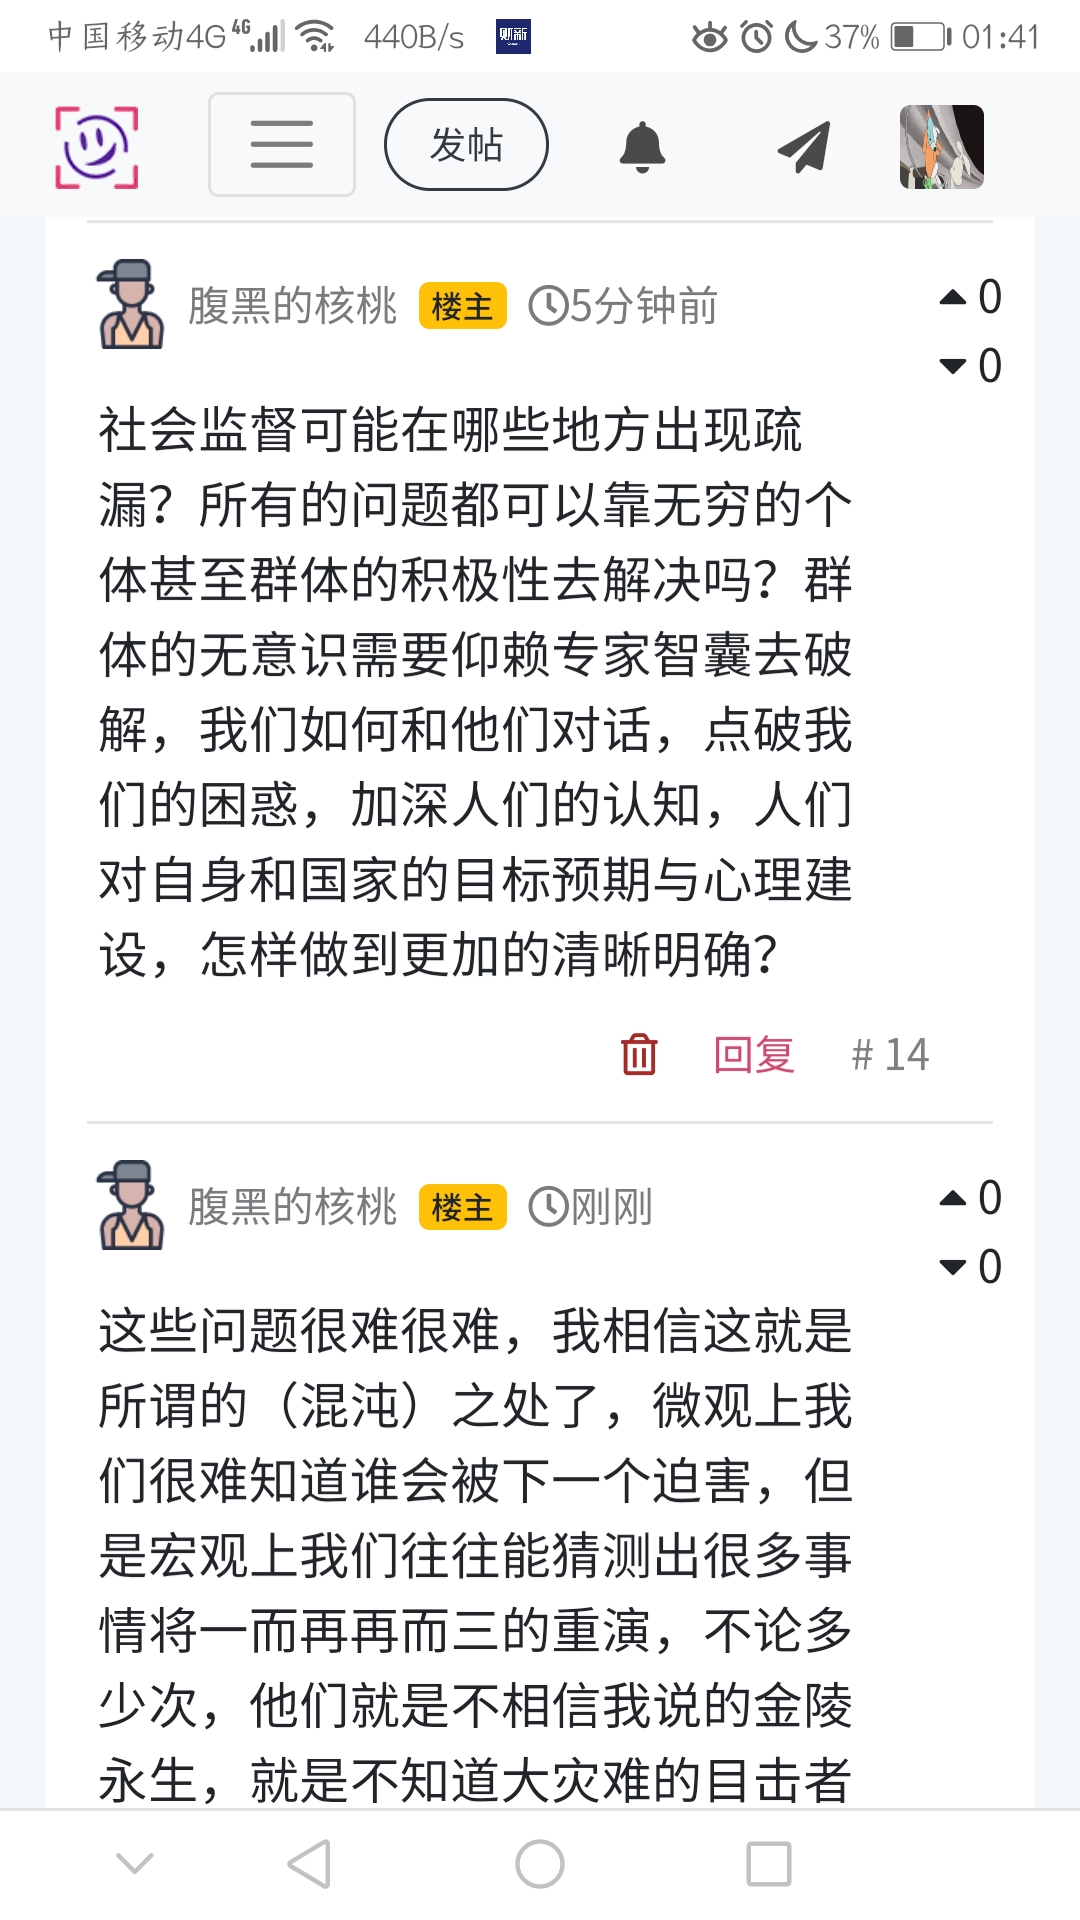 中国移动4G 4G 440B/s 财新 37% 01:41
发帖
腹黑的核桃 楼主 5分钟前 0
0
社会监督可能在哪些地方出现疏
漏？所有的问题都可以靠无穷的个
体甚至群体的积极性去解决吗？群
体的无意识需要仰赖专家智囊去破
解，我们如何和他们对话，点破我
们的困惑，加深人们的认知，人们
对自身和国家的目标预期与心理建
设，怎样做到更加的清晰明确？
回复 # 14
腹黑的核桃 楼主 刚刚 0
0
这些问题很难很难，我相信这就是
所谓的（混沌）之处了，微观上我
们很难知道谁会被下一个迫害，但
是宏观上我们往往能猜测出很多事
情将一而再再而三的重演，不论多
少次，他们就是不相信我说的金陵
永生，就是不知道大灾难的目击者